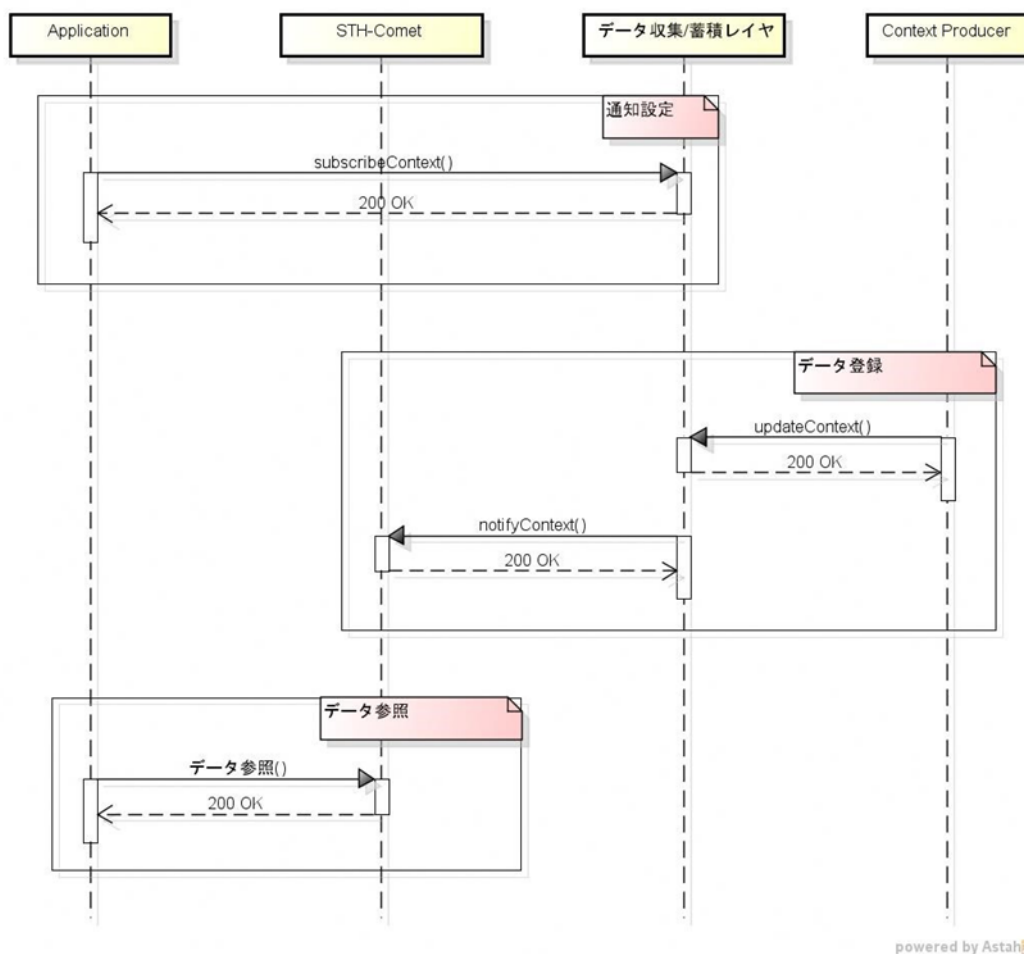 Application
STH-Comet
データ収集/蓄積レイヤ
Context Producer
通知設定
subscribeContext()
200 OK
データ登録
updateContext()
200 OK
notifyContext()
200 OK
データ参照
データ参照()
200 OK
powered by Astah